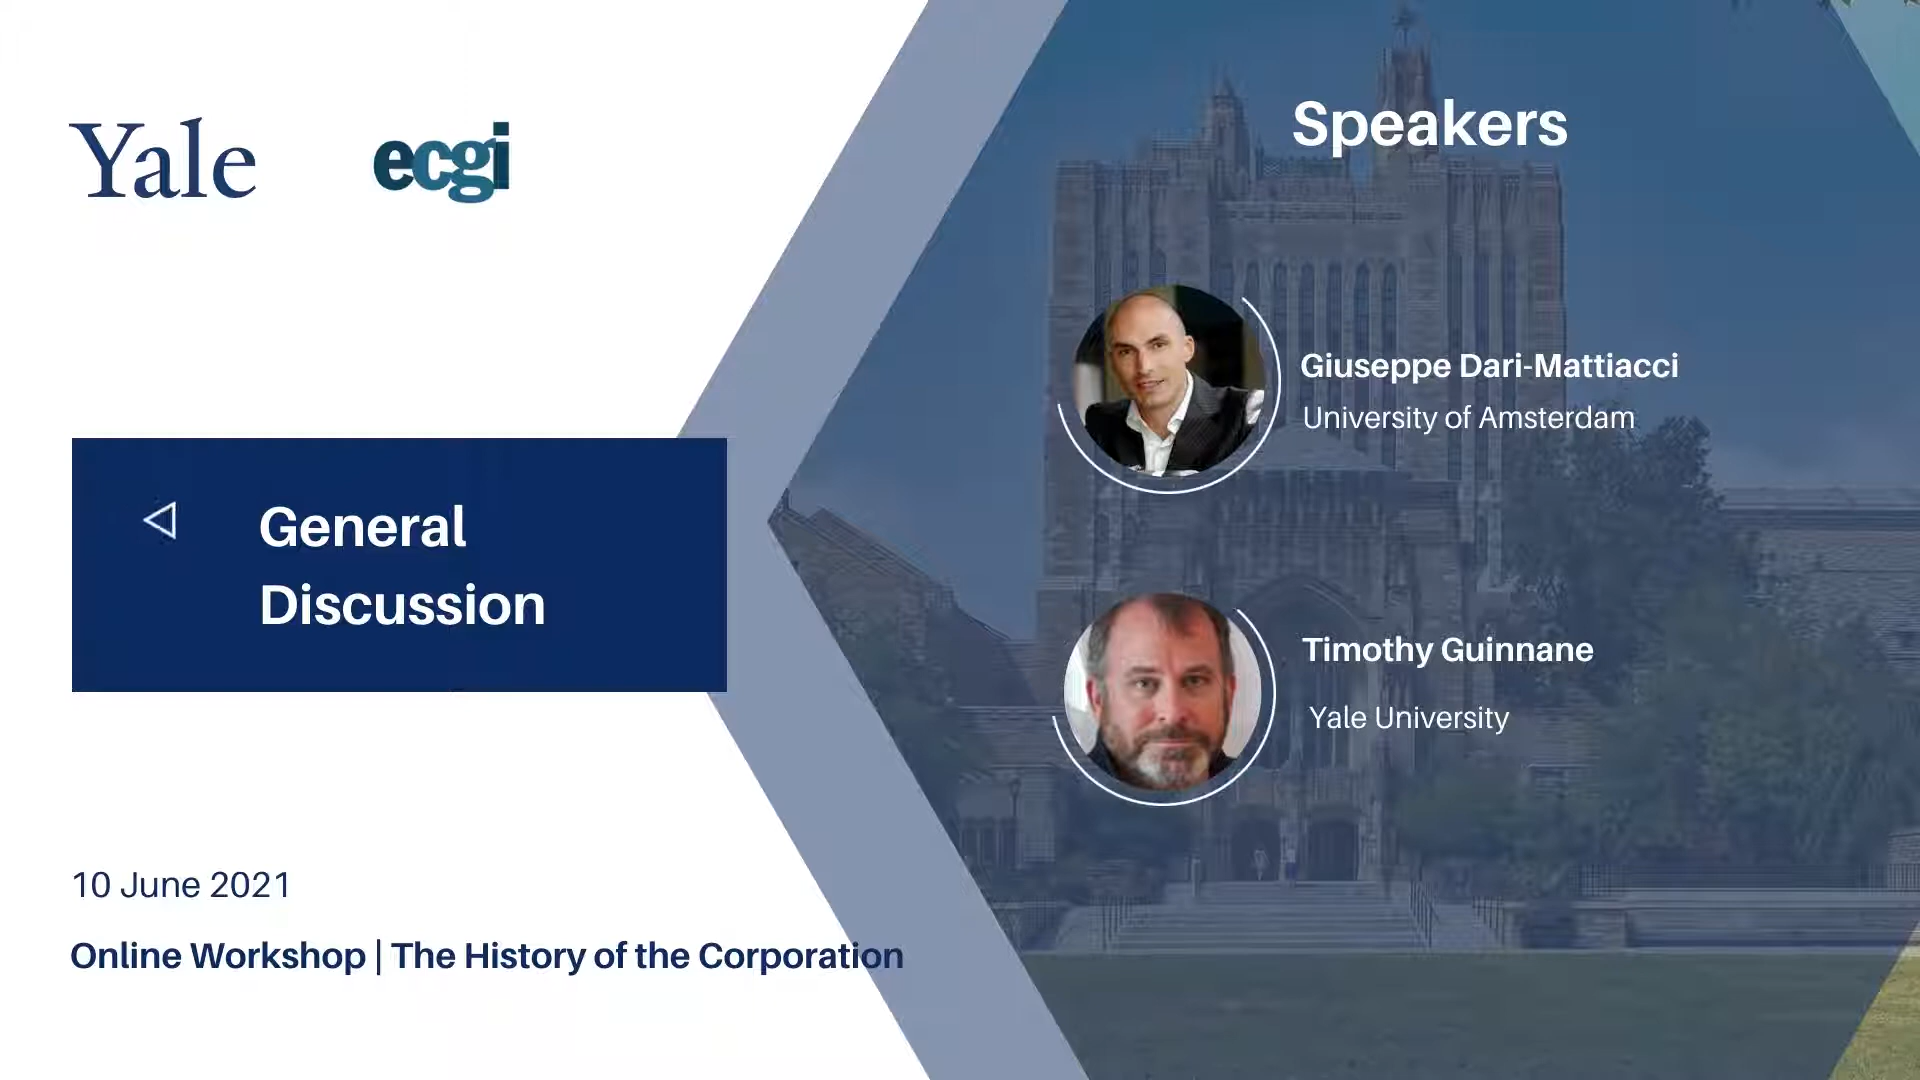 Yale
ecgi
General
Discussion
10 June 2021
Online Workshop | The History of the Corporation
Speakers
Giuseppe Dari-Mattiacci
University of Amsterdam
Timothy Guinnane
Yale University